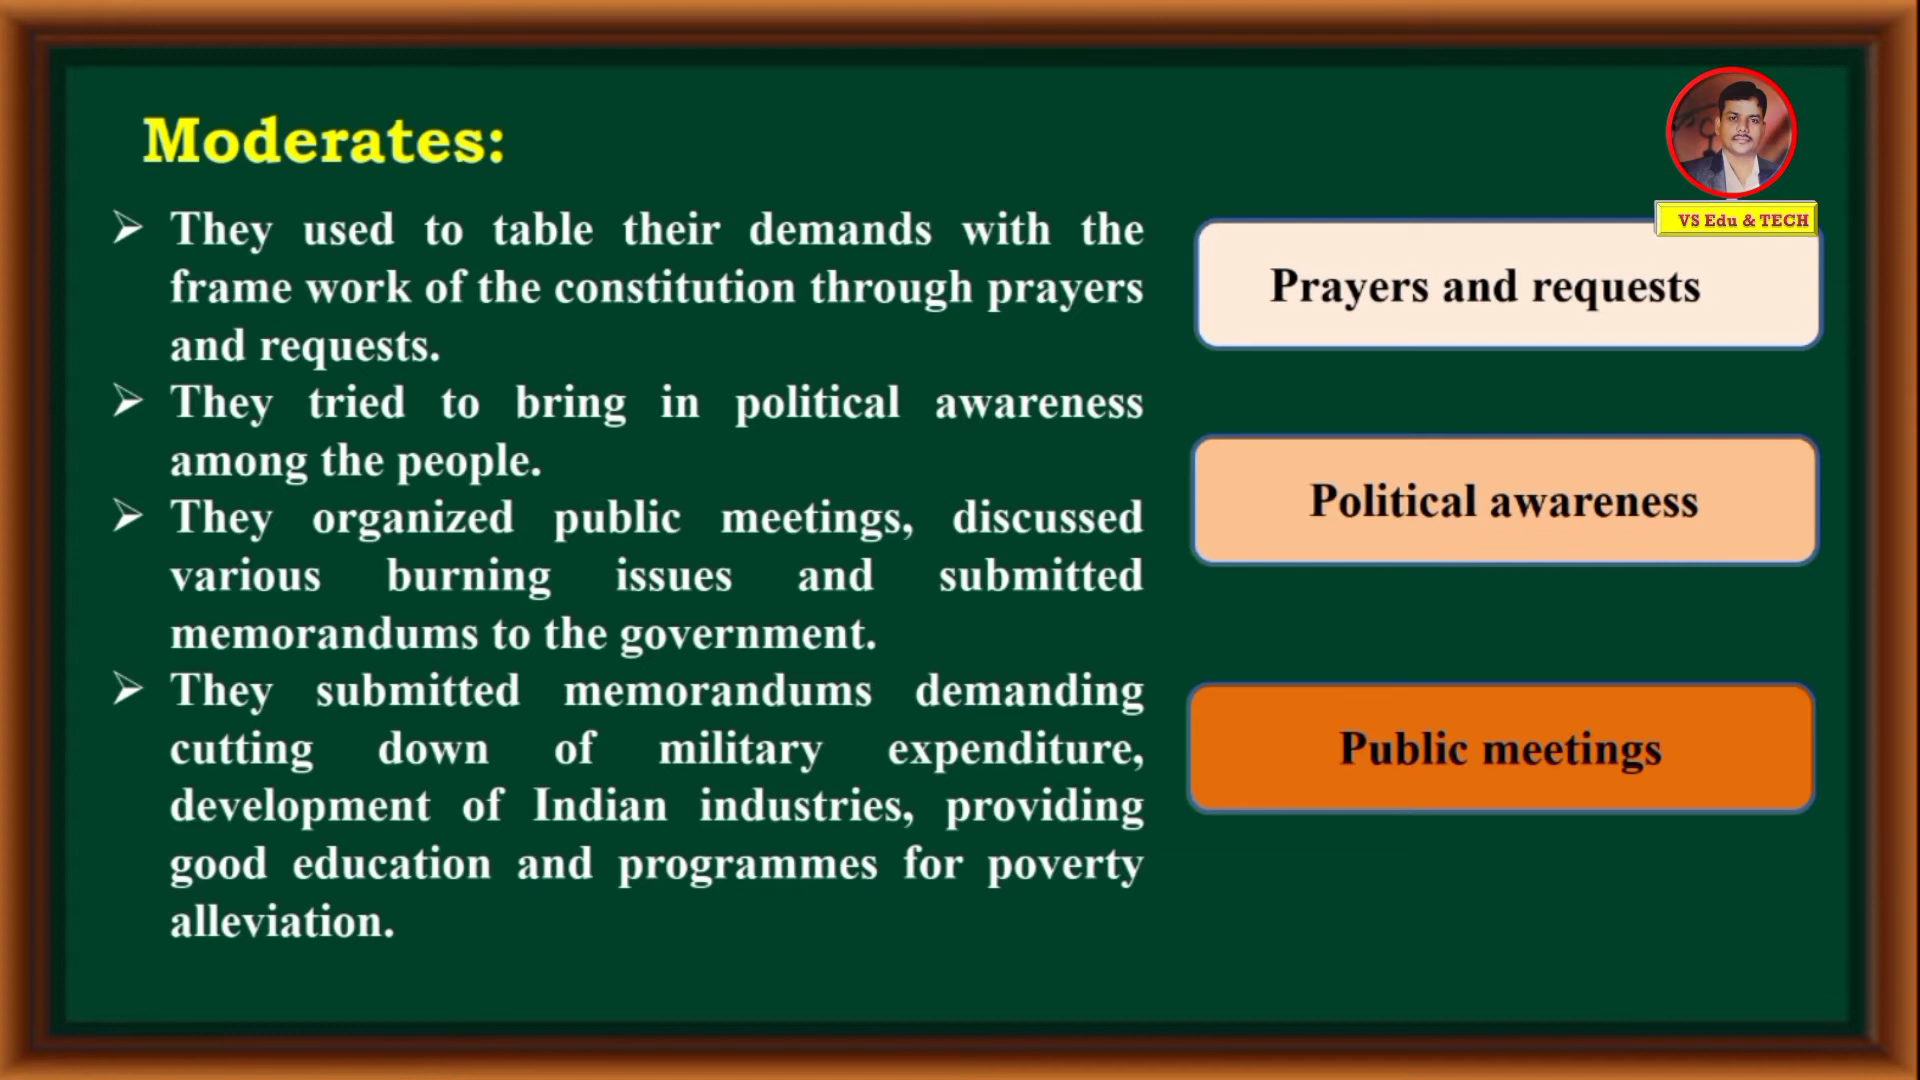 Moderates:
➢ They used to table their demands with the
frame work of the constitution through prayers
and requests.
➢ They tried to bring in political awareness
among the people.
➢ They organized public meetings, discussed
various burning issues and submitted
memorandums to the government.
➢ They submitted memorandums demanding
cutting down of military expenditure,
development of Indian industries, providing
good education and programmes for poverty
alleviation.
VS Edu & TECH
Prayers and requests
Political awareness
Public meetings